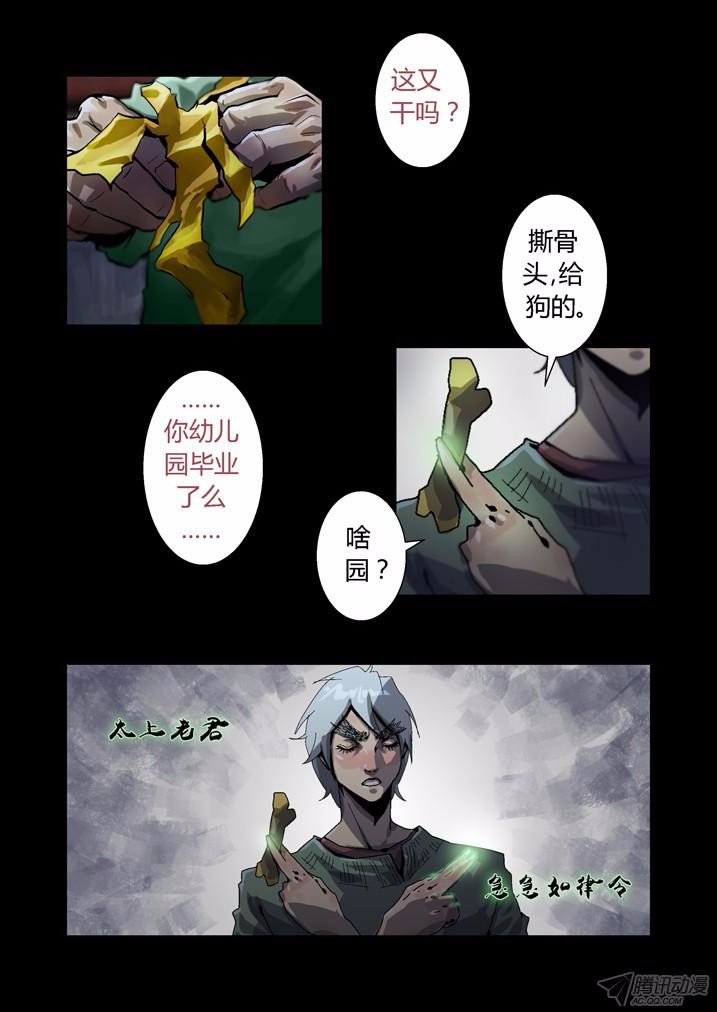 这又
干吗？
撕骨
头,给
狗的。
……
你幼儿
园毕业
了么
……
啥
园？
太上老君
急急如律令
腾讯动漫
AC.QQ.COM